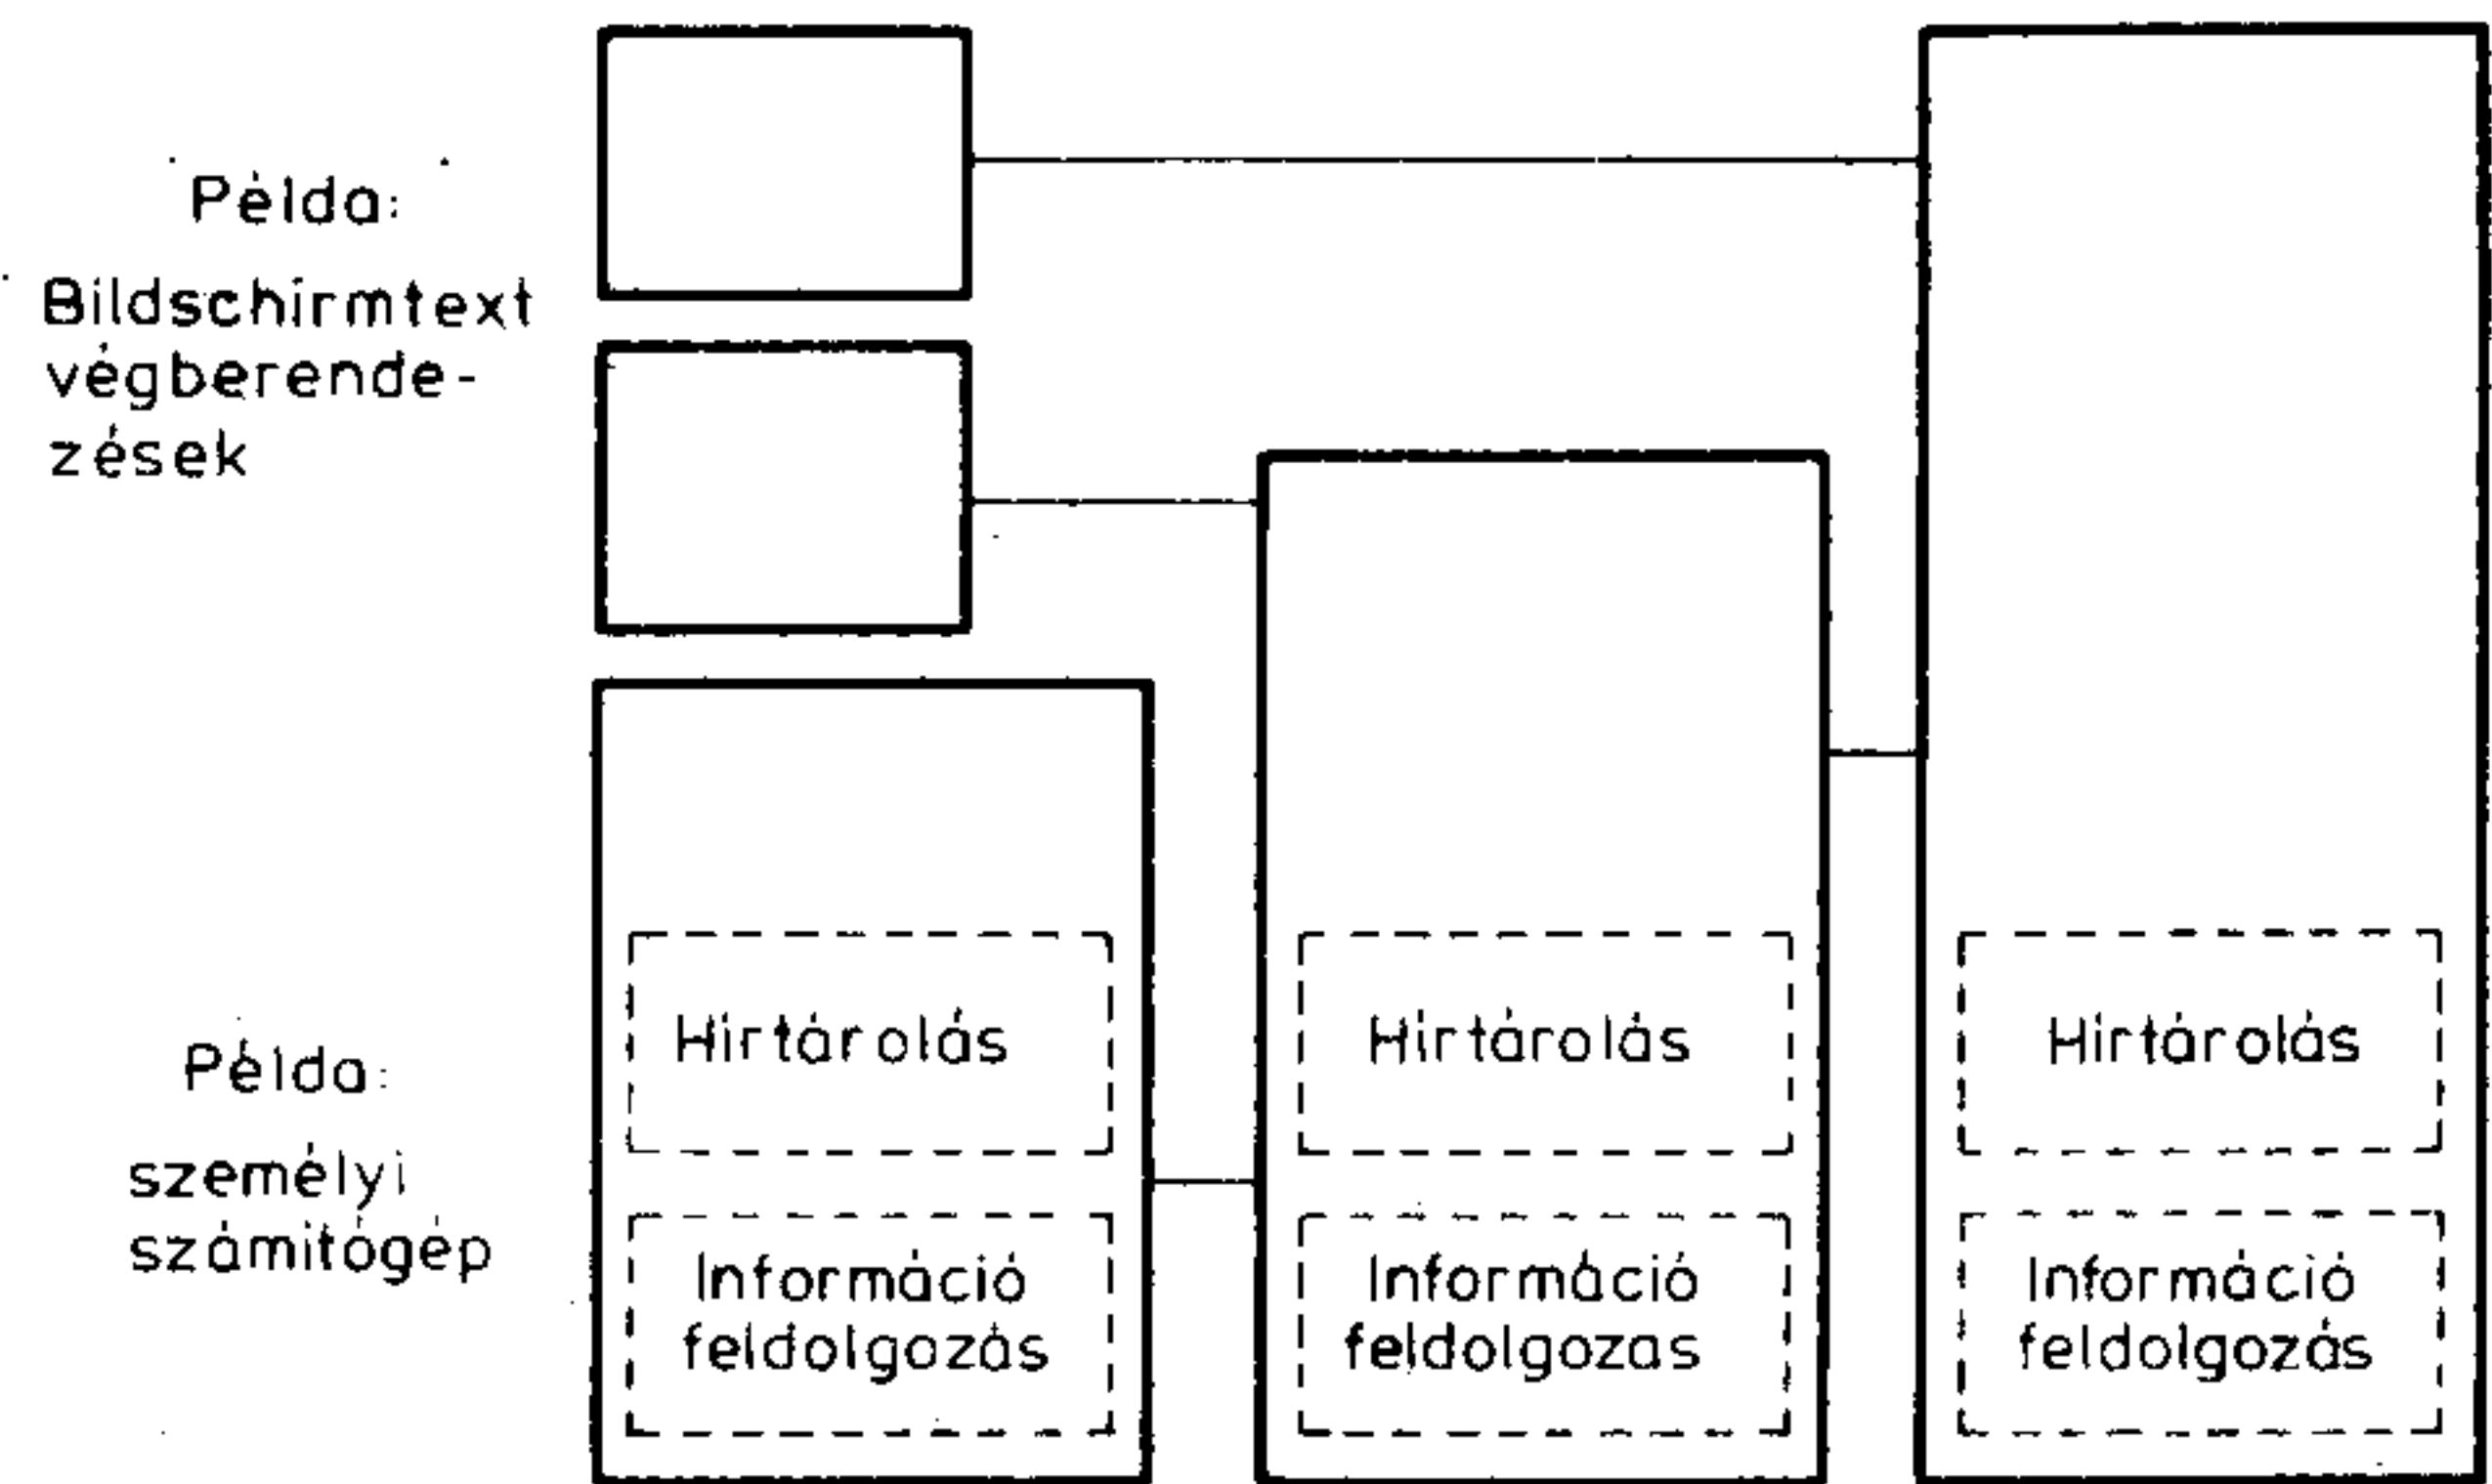 Példa:
Bildschirmtext
végberende-
zések
Példa:
személyi
számitógép
Hirtárolás
Információ
feldolgozás
Hirtárolás
Információ
feldolgozas
Hirtárolás
Információ
feldolgozás